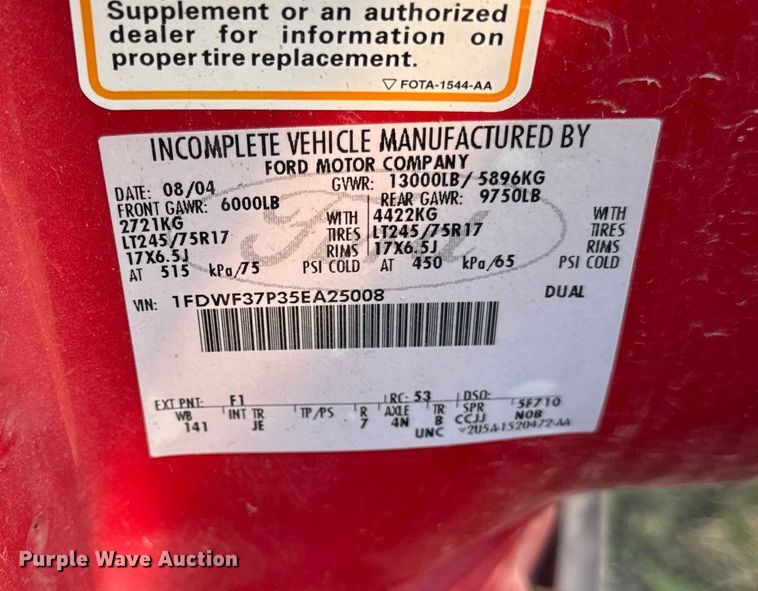 Supplement or an authorized
dealer for information on
proper tire replacement.
▽ FOTA-1544-AA
INCOMPLETE VEHICLE MANUFACTURED BY
FORD MOTOR COMPANY
DATE: 08/04 GVWR: 13000LB/ 5896KG
FRONT GAWR: 6000LB REAR GAWR: 9750LB
2721KG WITH 4422KG WITH
LT245/75R17 TIRES LT245/75R17 TIRES
17X6.5J RIMS 17X6.5J RIMS
AT 515 kPa/75 PSI COLD AT 450 kPa/65 PSI COLD
VIN: 1FDWF37P35EA25008 DUAL
EXT PNT: F1 RC: 53 DSO: 5F710
WB INT TR TP/PS R AXLE TR SPR N0B
141 JE 7 4N B CCJJ
UNC 2U5A-1520472-AA
Purple Wave Auction